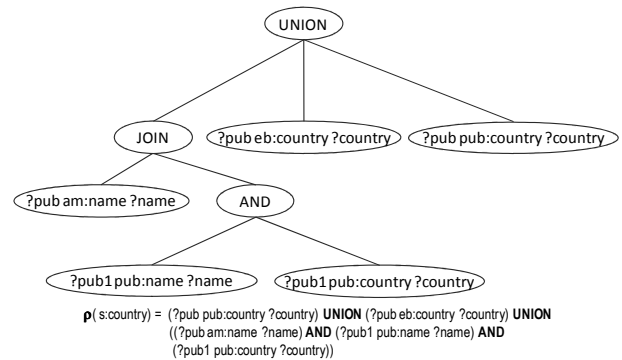 UNION
JOIN
?pub eb:country ?country
?pub pub:country ?country
?pub am:name ?name
AND
?pub1 pub:name ?name
?pub1 pub:country ?country
ρ( s:country) = (?pub pub:country ?country) UNION (?pub eb:country ?country) UNION
((?pub am:name ?name) AND (?pub1 pub:name ?name) AND
(?pub1 pub:country ?country))